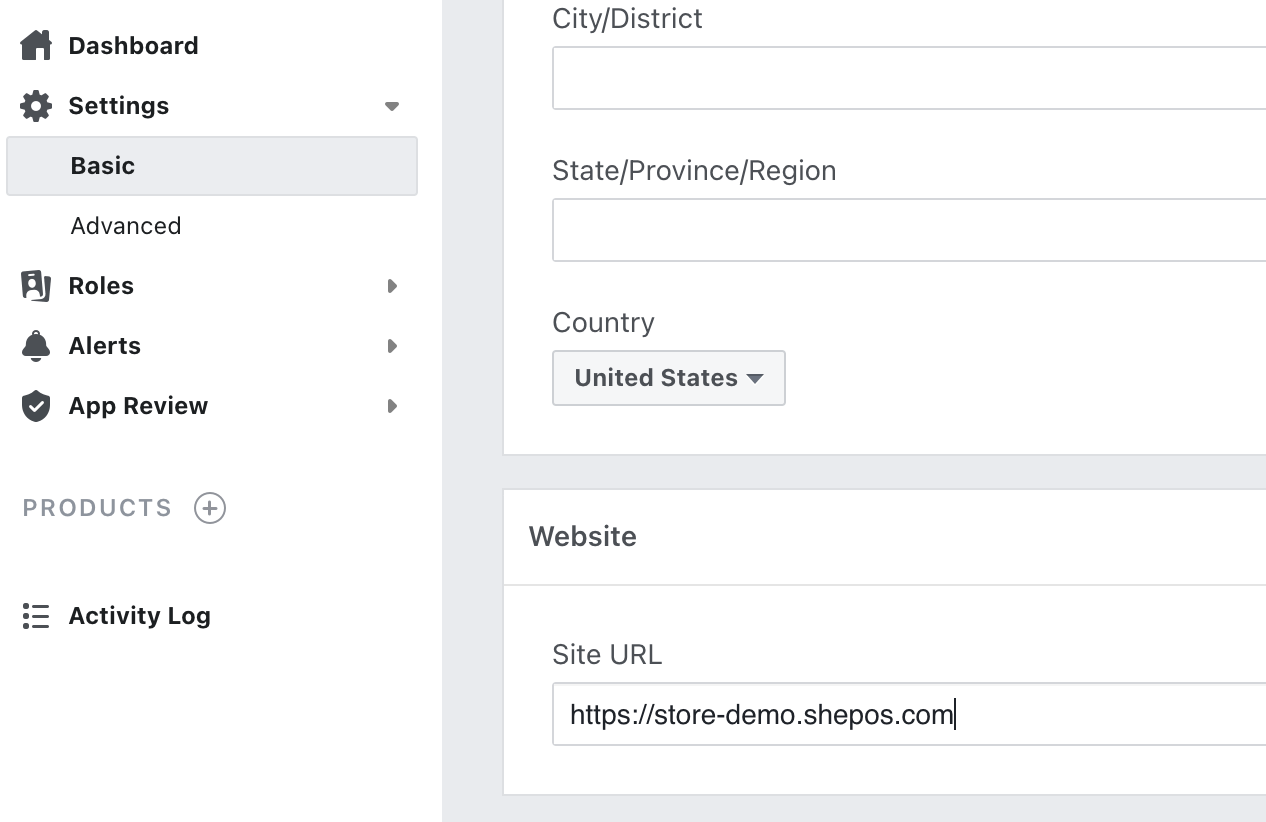 Dashboard
Settings
Basic
Advanced
Roles
Alerts
App Review
PRODUCTS
Activity Log
City/District
State/Province/Region
Country
United States
Website
Site URL
https://store-demo.shepos.com